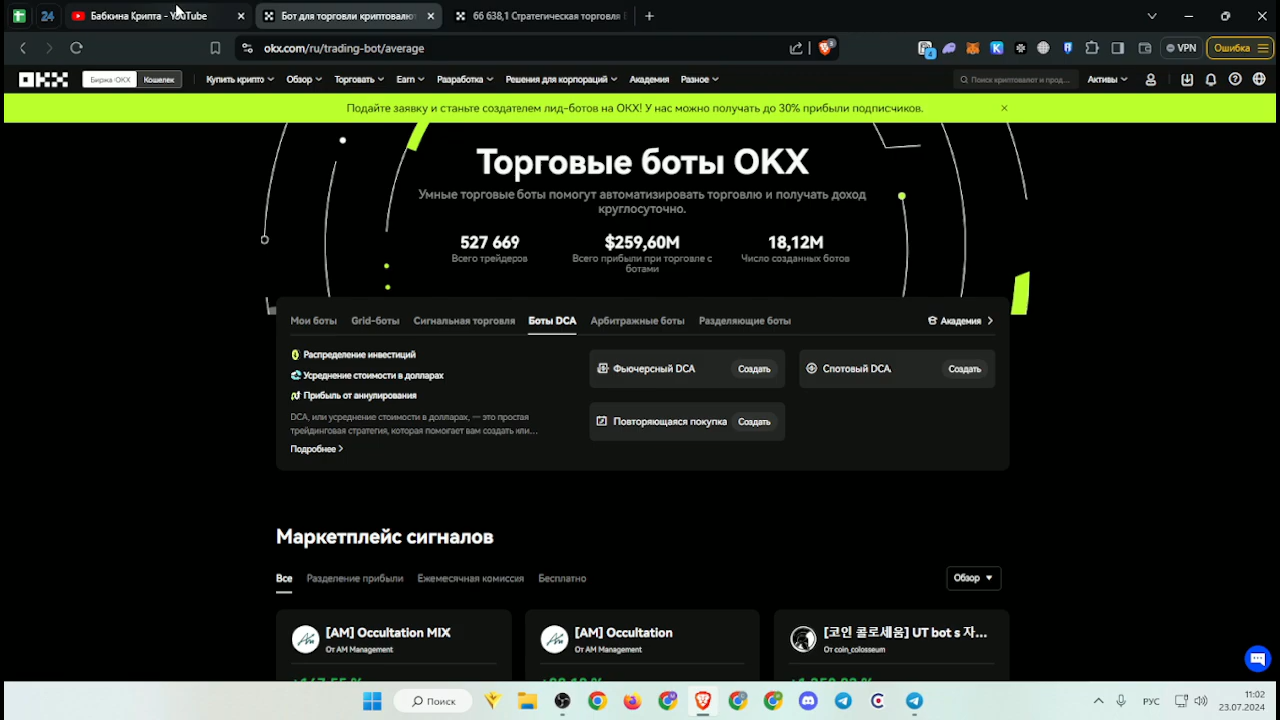 24
Бабкина Крипта - YouTube
Бот для торговли криптовалют
66 638,1 Стратегическая торговля
okx.com/ru/trading-bot/average
VPN
Ошибка
OKX
Биржа OKX
Кошелек
Купить крипто
Обзор
Торговать
Earn
Разработка
Решения для корпораций
Академия
Разное
Поиск криптовалют и прод...
Активы
Подайте заявку и станьте создателем лид-ботов на OKX! У нас можно получать до 30% прибыли подписчиков.
Торговые боты OKX
Умные торговые боты помогут автоматизировать торговлю и получать доход
круглосуточно.
527 669
Всего трейдеров
$259,60M
Всего прибыли при торговле с
ботами
18,12M
Число созданных ботов
Мои боты
Grid-боты
Сигнальная торговля
Боты DCA
Арбитражные боты
Разделяющие боты
Академия
Распределение инвестиций
Усреднение стоимости в долларах
Прибыль от аннулирования
DCA, или усреднение стоимости в долларах, — это простая
трейдинговая стратегия, которая помогает вам создать или...
Подробнее
Фьючерсный DCA
Создать
Спотовый DCA
Создать
Повторяющаяся покупка
Создать
Маркетплейс сигналов
Все
Разделение прибыли
Ежемесячная комиссия
Бесплатно
Обзор
[AM] Occultation MIX
От AM Management
[AM] Occultation
От AM Management
[코인 콜로세움] UT bot s 자...
От coin_colosseum
Поиск
РУС
11:02
23.07.2024